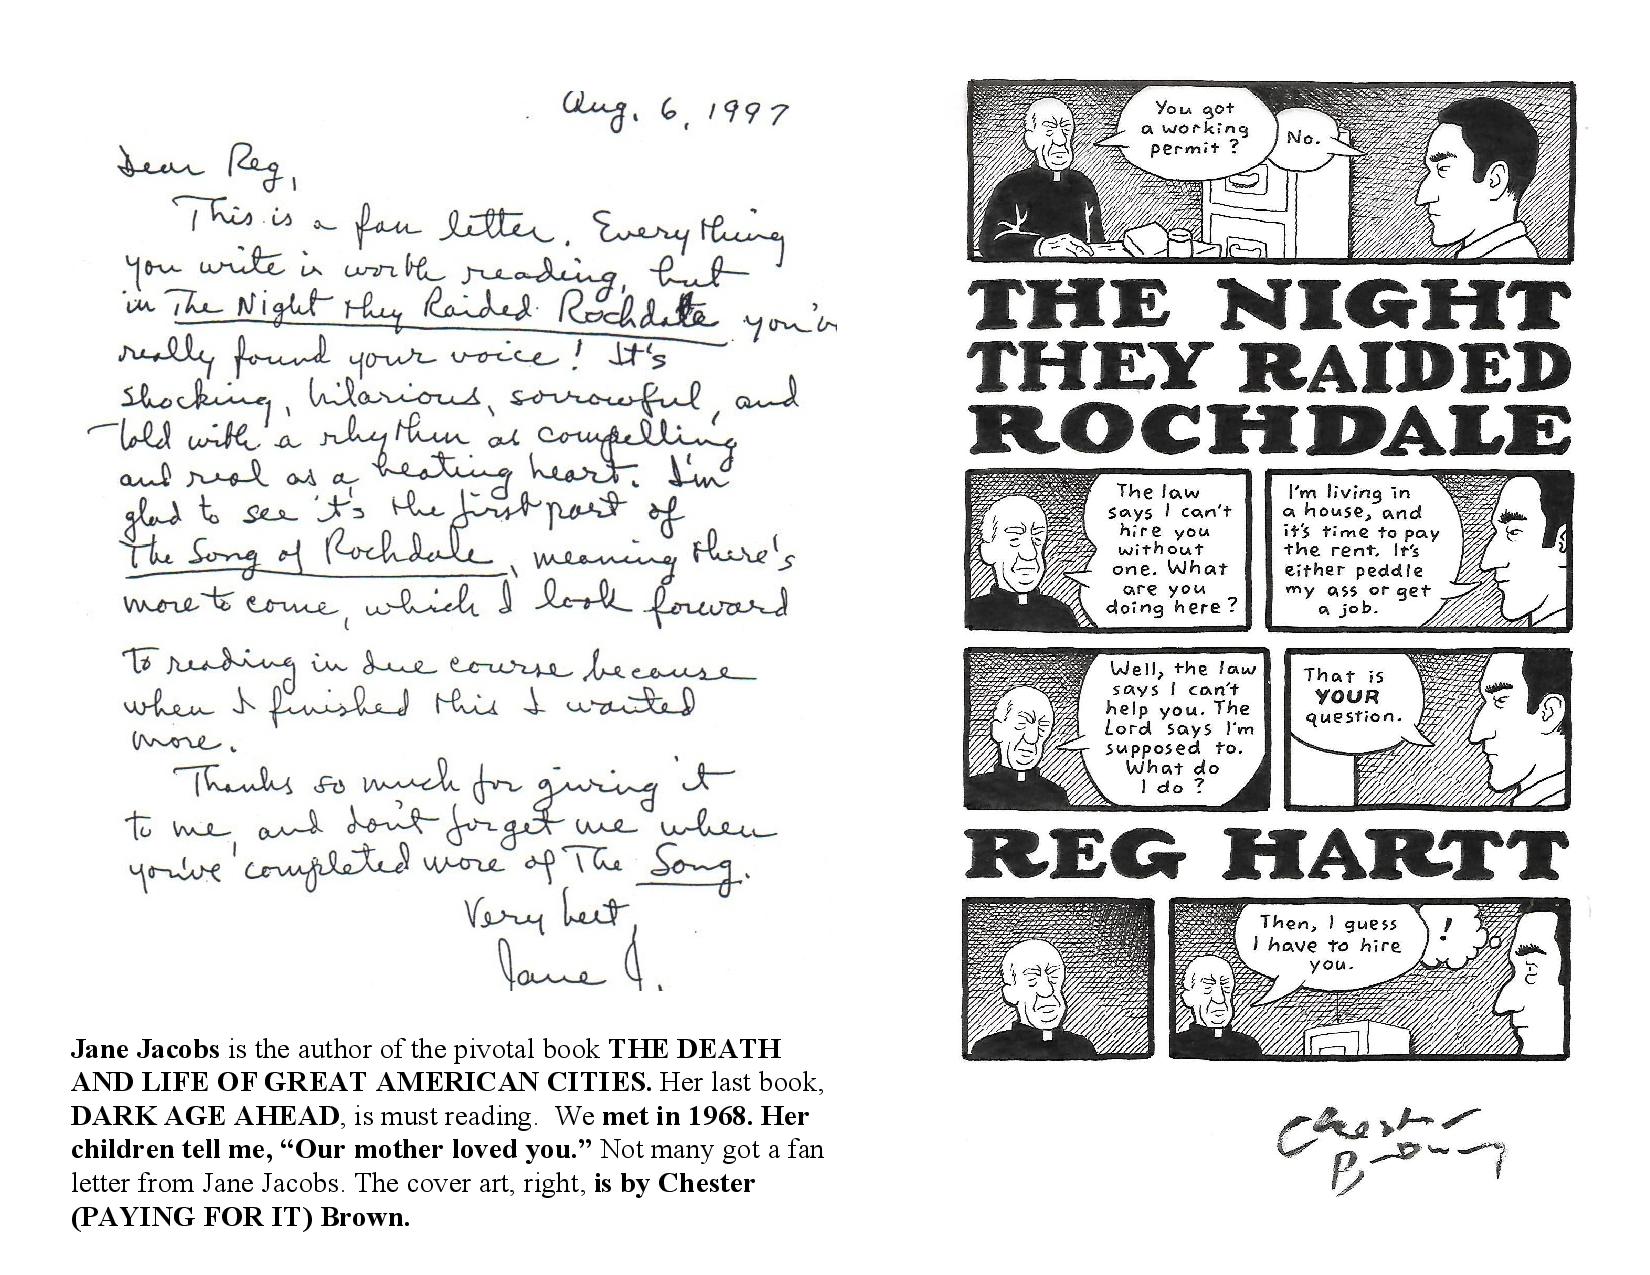 Aug. 6, 1997
Dear Reg,
This is a fan letter. Everything
you write is worth reading, but
in The Night they Raided Rochdale you'v
really found your voice! It's
shocking, hilarious, sorrowful, and
told with a rhythm as compelling
and real as a beating heart. I'm
glad to see it's the first part of
The Song of Rochdale, meaning there's
more to come, which I look forward
to reading in due course because
when I finished this I wanted
more.
Thanks so much for giving it
to me, and don't forget me when
you've completed more of The Song.
Very best,
Jane J.
Jane Jacobs is the author of the pivotal book THE DEATH
AND LIFE OF GREAT AMERICAN CITIES. Her last book,
DARK AGE AHEAD, is must reading.  We met in 1968. Her
children tell me, “Our mother loved you.” Not many got a fan
letter from Jane Jacobs. The cover art, right, is by Chester
(PAYING FOR IT) Brown.
You got
a working
permit?
No.
THE NIGHT
THEY RAIDED
ROCHDALE
The law
says I can't
hire you
without
one. What
are you
doing here?
I'm living in
a house, and
it's time to pay
the rent. It's
either peddle
my ass or get
a job.
Well, the law
says I can't
help you. The
Lord says I'm
supposed to.
What do
I do?
That is
YOUR
question.
REG HARTT
Then, I guess
I have to hire
you.
!
Chester
Brown